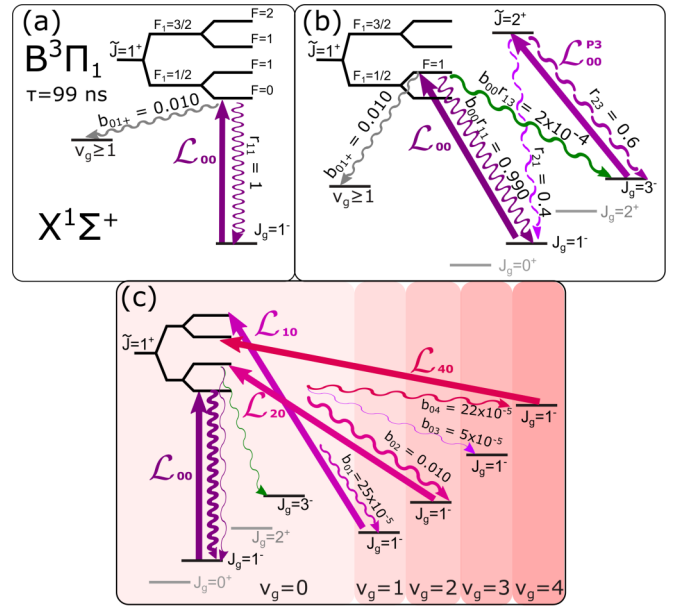 (a)
B³Π₁
τ=99 ns
X¹Σ⁺
J̃=1⁺
F₁=3/2
F=2
F=1
F₁=1/2
F=1
F=0
b₀₁₊ = 0.010
v_g≥1
ℒ₀₀
r₁₁ = 1
J_g=1⁻
(b)
J̃=1⁺
F₁=3/2
F₁=1/2
F=1
J̃=2⁺
ℒ₀₀^P3
b₀₁₊ = 0.010
v_g≥1
ℒ₀₀
b₀₀r₁₁ = 0.990
b₀₀r₁₃ = 2x10⁻⁴
r₂₁ = 0.4
r₂₃ = 0.6
J_g=3⁻
J_g=2⁺
J_g=1⁻
J_g=0⁺
(c)
J̃=1⁺
ℒ₁₀
ℒ₄₀
ℒ₂₀
ℒ₀₀
b₀₄ = 22x10⁻⁵
b₀₃ = 5x10⁻⁵
b₀₂ = 0.010
b₀₁=25x10⁻⁵
J_g=1⁻
J_g=1⁻
J_g=1⁻
J_g=1⁻
J_g=3⁻
J_g=2⁺
J_g=1⁻
J_g=0⁺
v_g=0
v_g=1
v_g=2
v_g=3
v_g=4